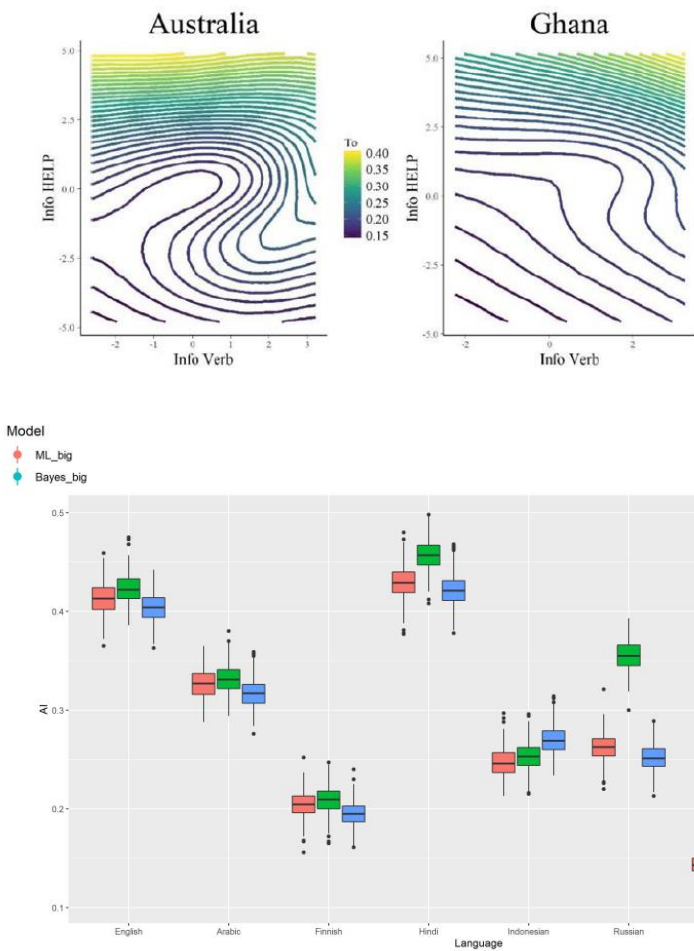 Australia
Ghana
5.0
2.5
0.0
-2.5
-5.0
Info HELP
-2
-1
0
1
2
3
Info Verb
To
0.40
0.35
0.30
0.25
0.20
0.15
5.0
2.5
0.0
-2.5
-5.0
Info HELP
-2
0
2
Info Verb
Model
ML_big
Bayes_big
0.5
0.4
0.3
0.2
0.1
AI
English
Arabic
Finnish
Hindi
Indonesian
Russian
Language